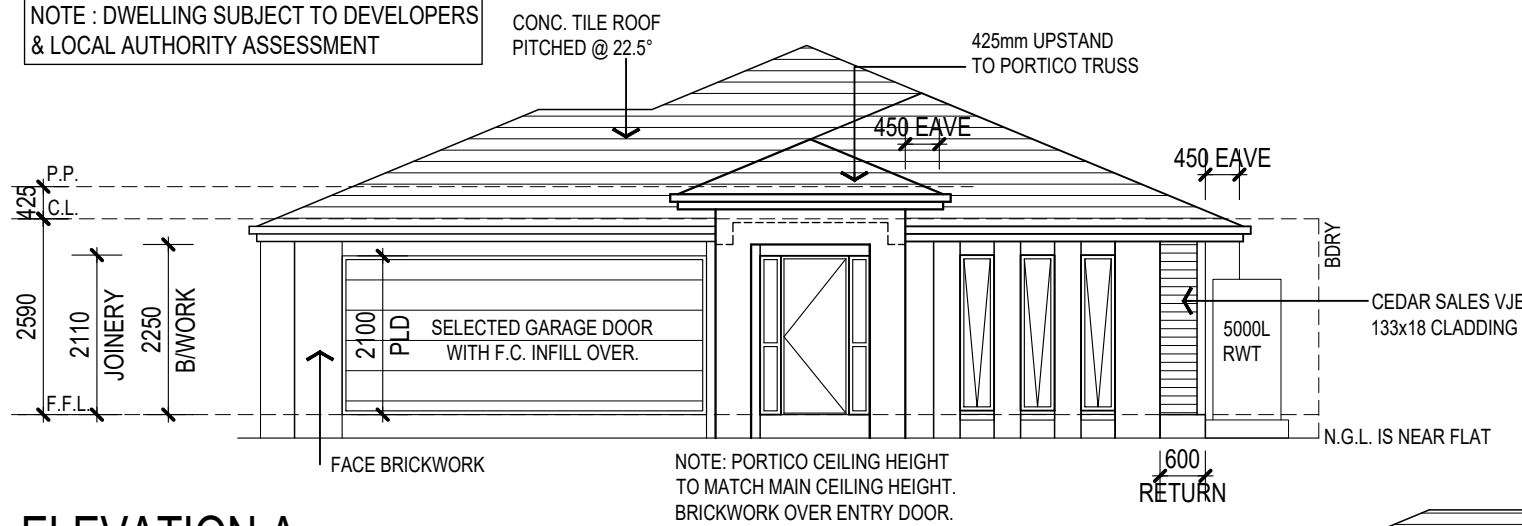 NOTE : DWELLING SUBJECT TO DEVELOPERS
& LOCAL AUTHORITY ASSESSMENT
CONC. TILE ROOF
PITCHED @ 22.5°
425mm UPSTAND
TO PORTICO TRUSS
450 EAVE
450 EAVE
P.P.
425
C.L.
BDRY
2590
2110
JOINERY
2250
B/WORK
2100
PLD
SELECTED GARAGE DOOR
WITH F.C. INFILL OVER.
5000L
RWT
CEDAR SALES VJE
133x18 CLADDING
F.F.L.
N.G.L. IS NEAR FLAT
FACE BRICKWORK
NOTE: PORTICO CEILING HEIGHT
TO MATCH MAIN CEILING HEIGHT.
BRICKWORK OVER ENTRY DOOR.
600
RETURN
ELEVATION A